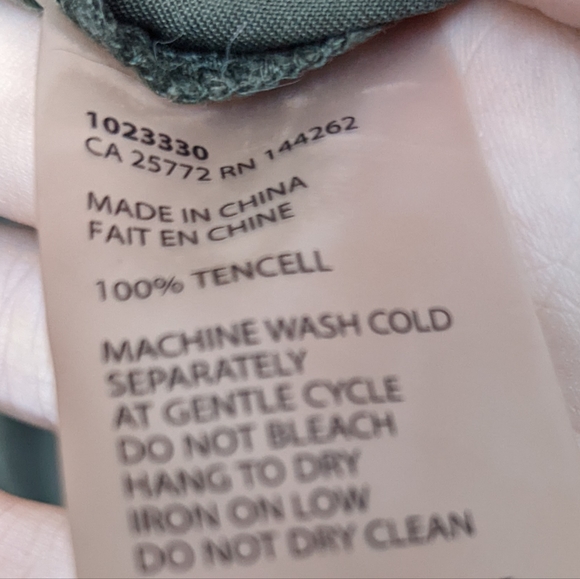 1023330
CA 25772 RN 144262
MADE IN CHINA
FAIT EN CHINE
100% TENCELL
MACHINE WASH COLD
SEPARATELY
AT GENTLE CYCLE
DO NOT BLEACH
HANG TO DRY
IRON ON LOW
DO NOT DRY CLEAN